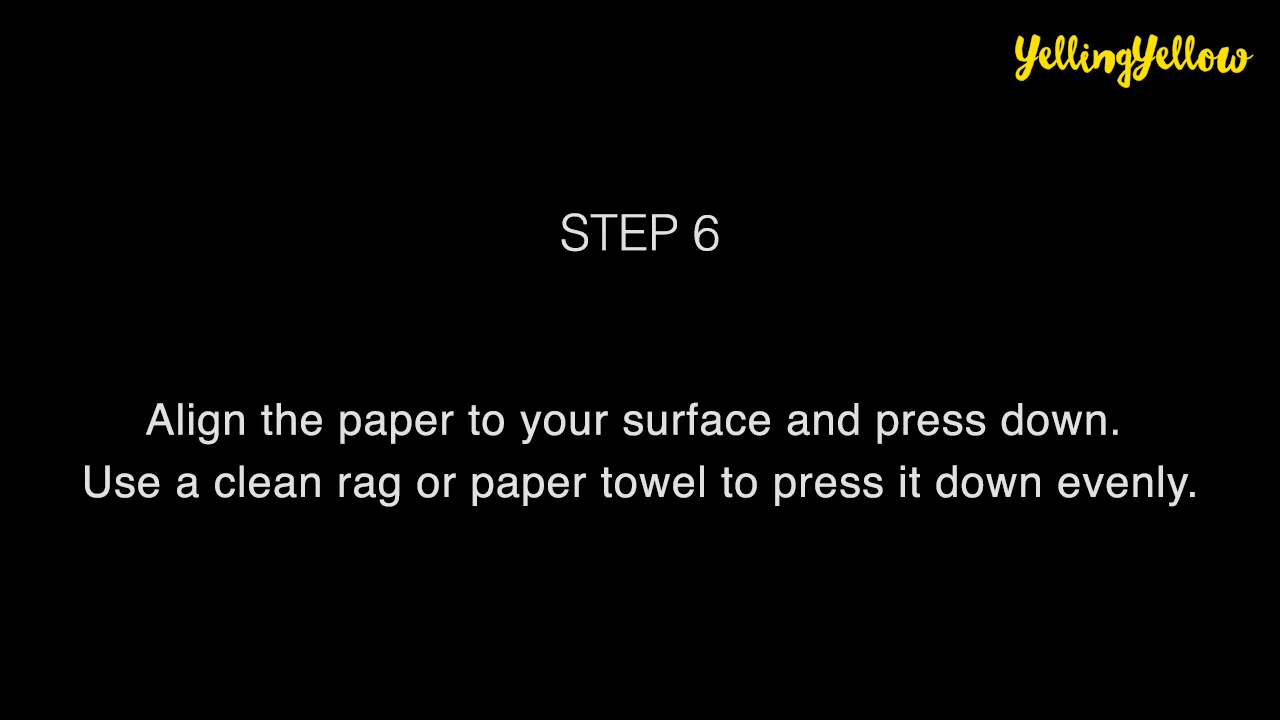 YellingYellow
STEP 6
Align the paper to your surface and press down.
Use a clean rag or paper towel to press it down evenly.